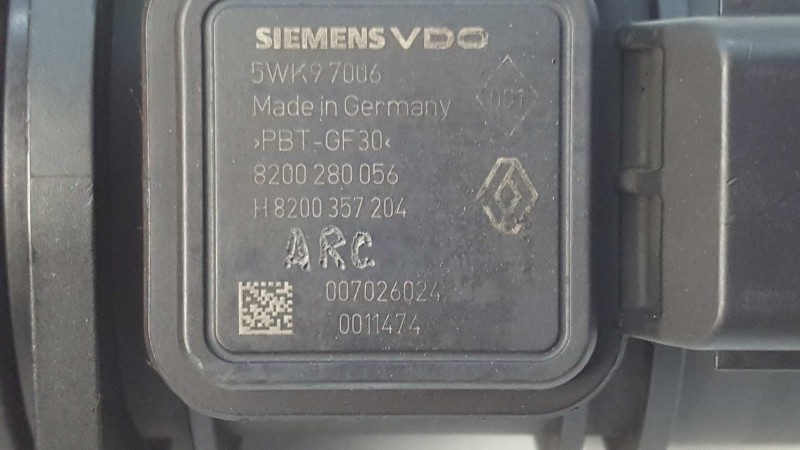 SIEMENS VDO
5WK9 7006
001
Made in Germany
>PBT-GF30<
8200 280 056
H 8200 357 204
ARC
007026024
0011474